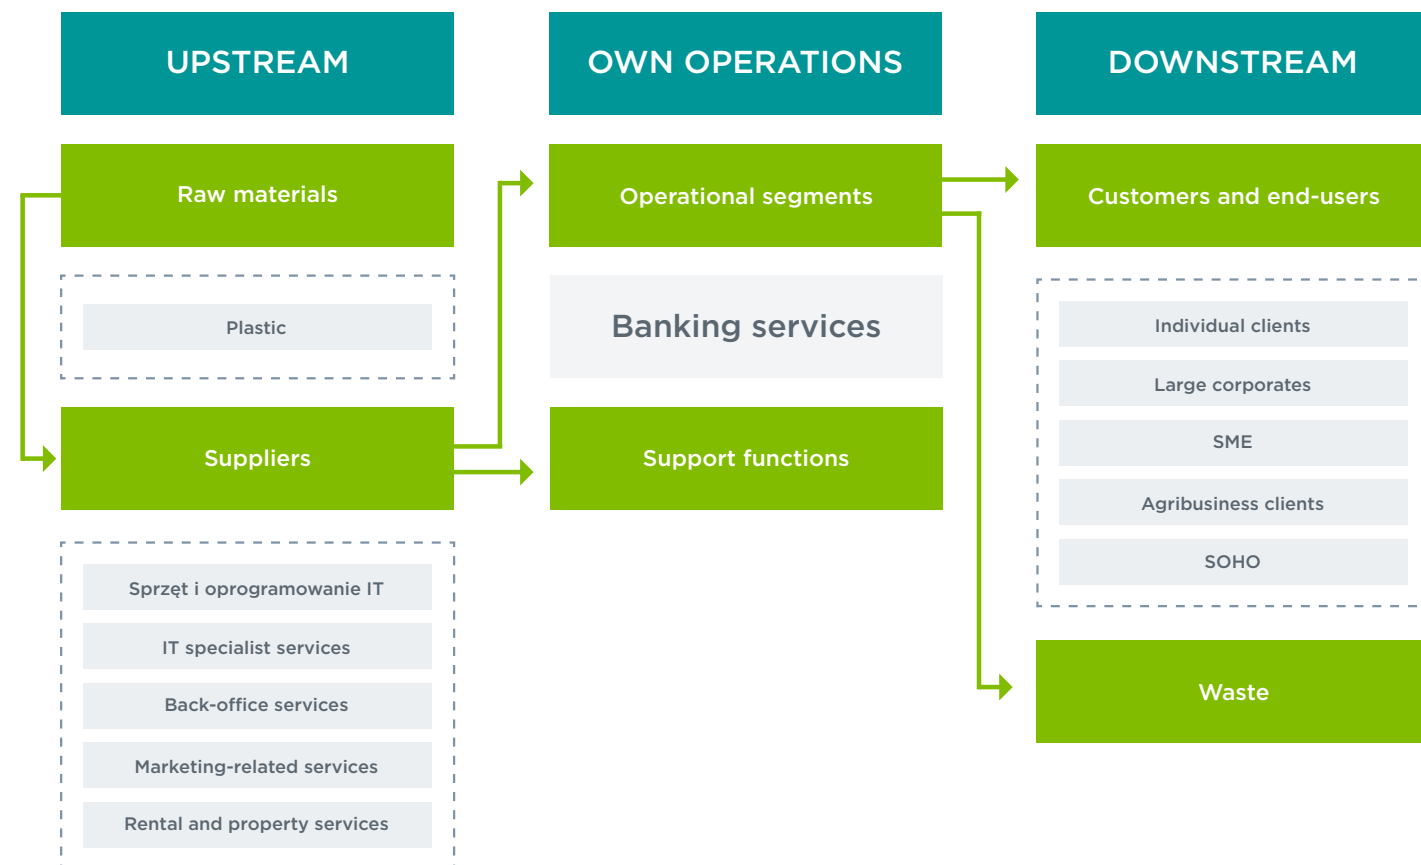 UPSTREAM
Raw materials
Plastic
Suppliers
Sprzęt i oprogramowanie IT
IT specialist services
Back-office services
Marketing-related services
Rental and property services
OWN OPERATIONS
Operational segments
Banking services
Support functions
DOWNSTREAM
Customers and end-users
Individual clients
Large corporates
SME
Agribusiness clients
SOHO
Waste